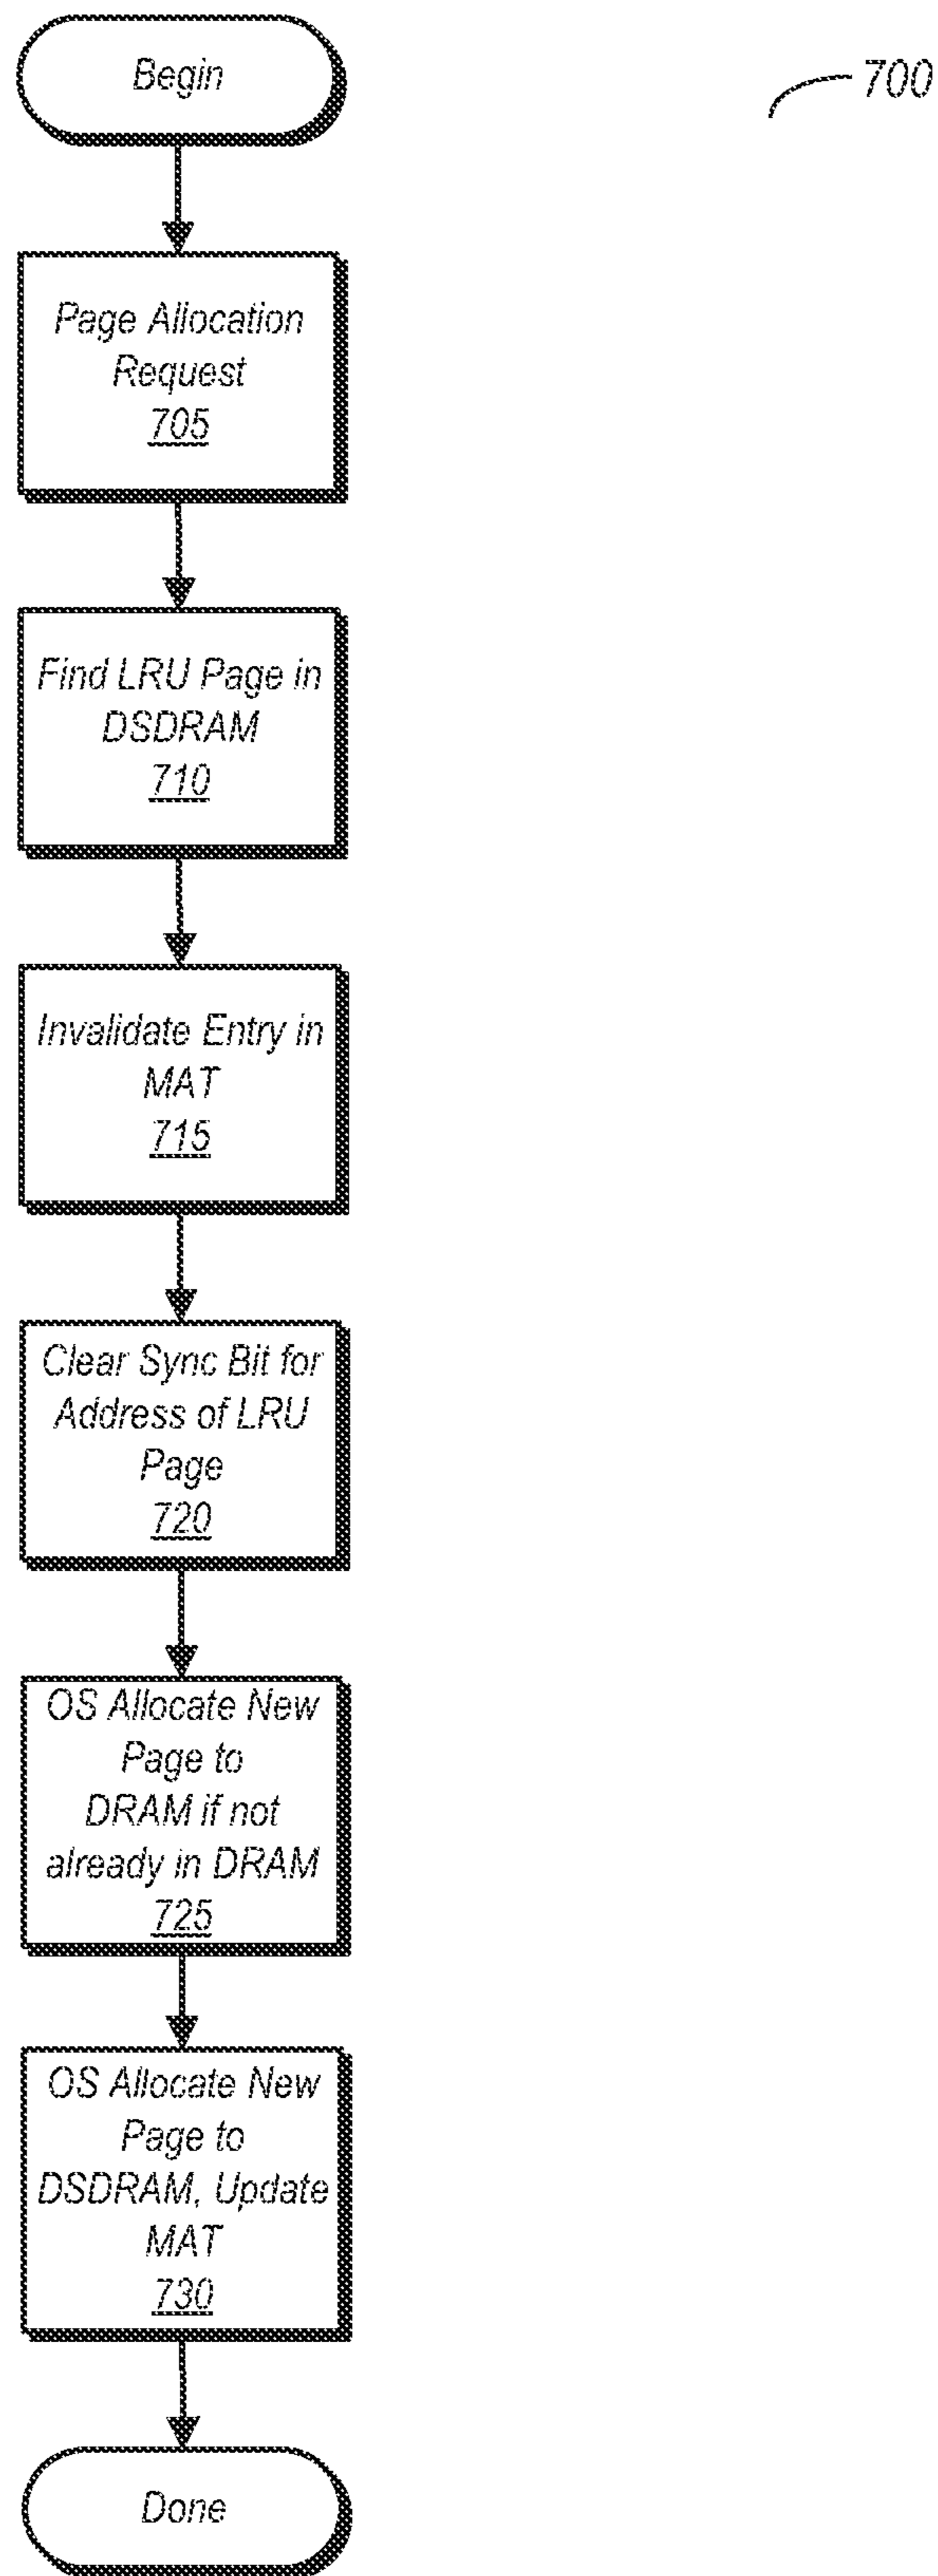 Begin
700
Page Allocation
Request
705
Find LRU Page in
DSDRAM
710
Invalidate Entry in
MAT
715
Clear Sync Bit for
Address of LRU
Page
720
OS Allocate New
Page to
DRAM if not
already in DRAM
725
OS Allocate New
Page to
DSDRAM, Update
MAT
730
Done